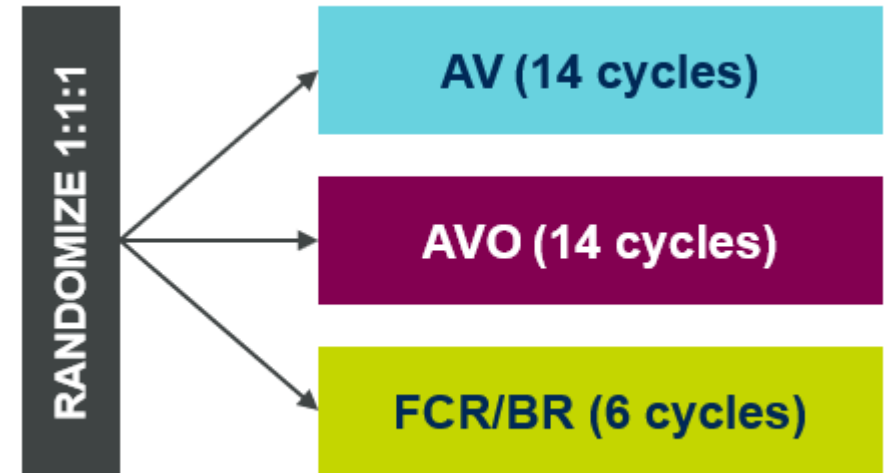 RANDOMIZE 1:1:1
AV (14 cycles)
AVO (14 cycles)
FCR/BR (6 cycles)